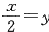 x/2 = y